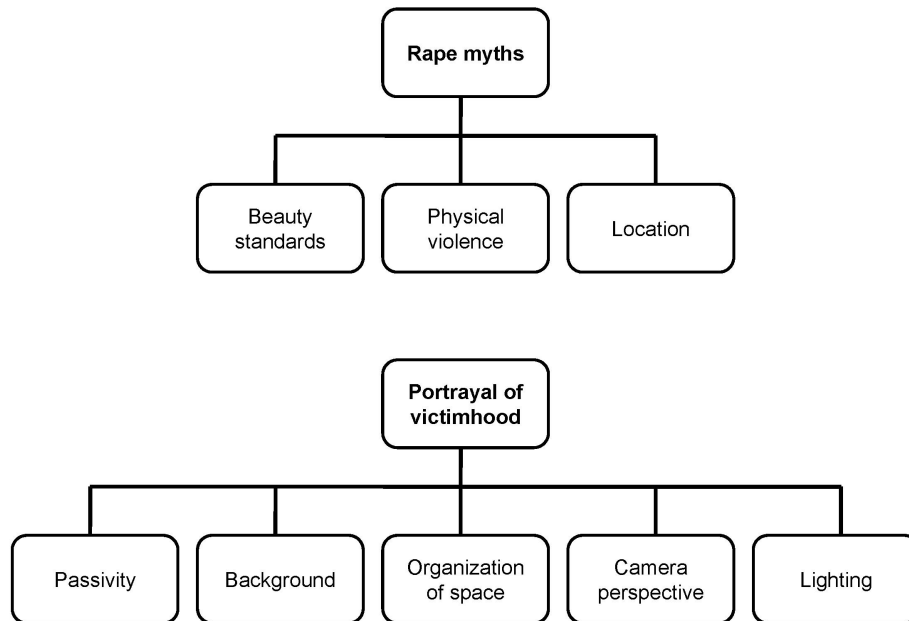 Rape myths
Beauty
standards
Physical
violence
Location
Portrayal of
victimhood
Passivity
Background
Organization
of space
Camera
perspective
Lighting